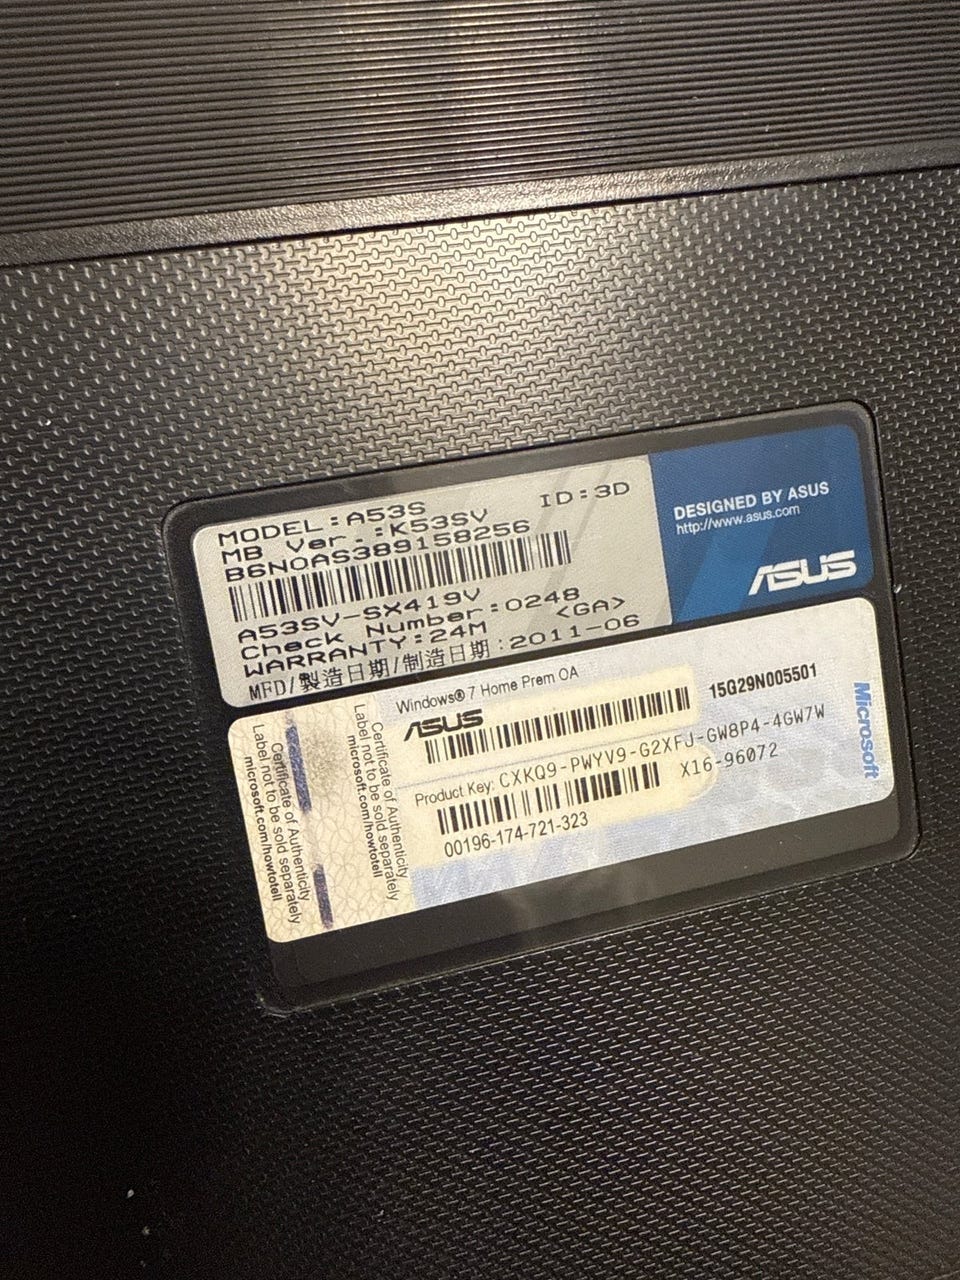 MODEL:A53S
ID:3D
MB Ver.:K53SV
B6N0AS389158256
A53SV-SX419V
Check Number:0248
WARRANTY:24M <GA>
MFD/製造日期/制造日期:2011-06
DESIGNED BY ASUS
http://www.asus.com
ASUS
Windows® 7 Home Prem OA
ASUS
15G29N005501
Product Key: CXKQ9-PWYV9-G2XFJ-GW8P4-4GW7W
X16-96072
00196-174-721-323
Microsoft
Certificate of Authenticity
Label not to be sold separately
microsoft.com/howtotell
Certificate of Authenticity
Label not to be sold separately
microsoft.com/howtotell